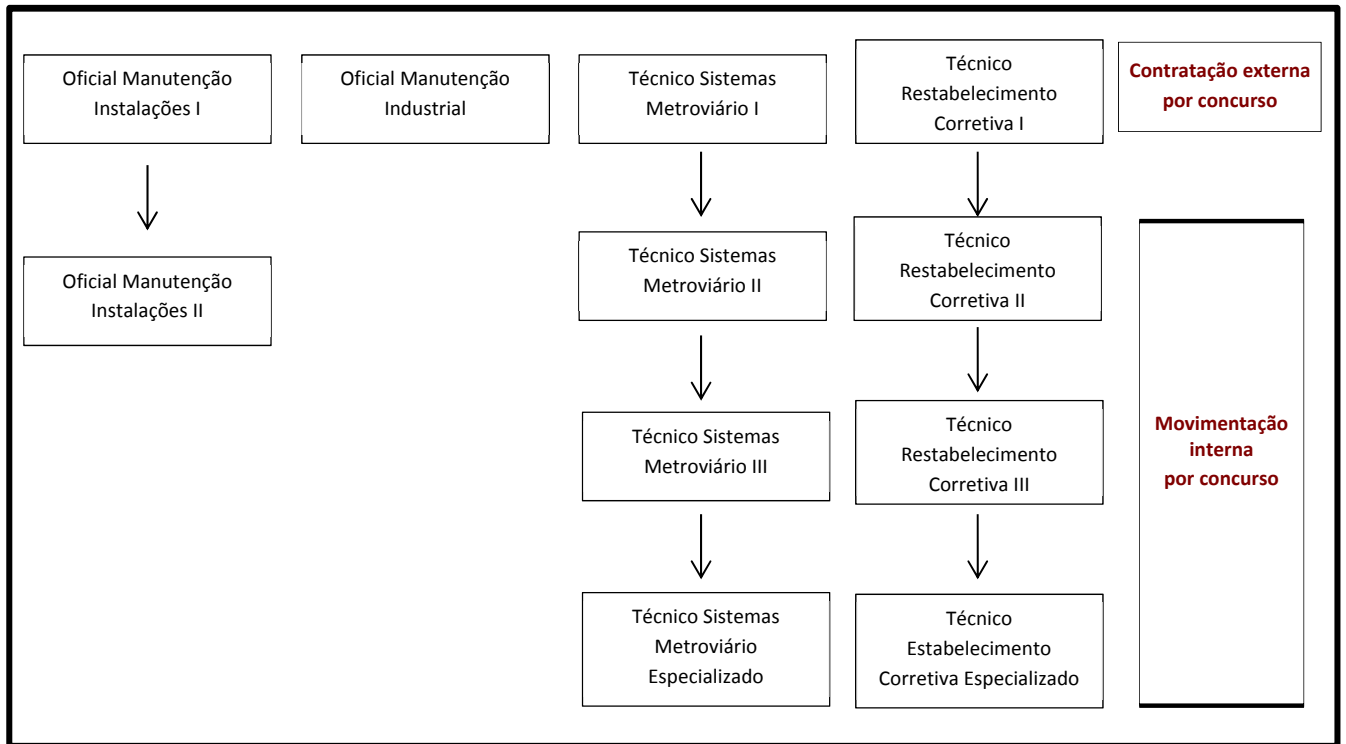 Oficial Manutenção
Instalações I
Oficial Manutenção
Industrial
Técnico Sistemas
Metroviário I
Técnico
Restabelecimento
Corretiva I
Contratação externa
por concurso
Oficial Manutenção
Instalações II
Técnico Sistemas
Metroviário II
Técnico
Restabelecimento
Corretiva II
Técnico Sistemas
Metroviário III
Técnico
Restabelecimento
Corretiva III
Movimentação
interna
por concurso
Técnico Sistemas
Metroviário
Especializado
Técnico
Estabelecimento
Corretiva Especializado